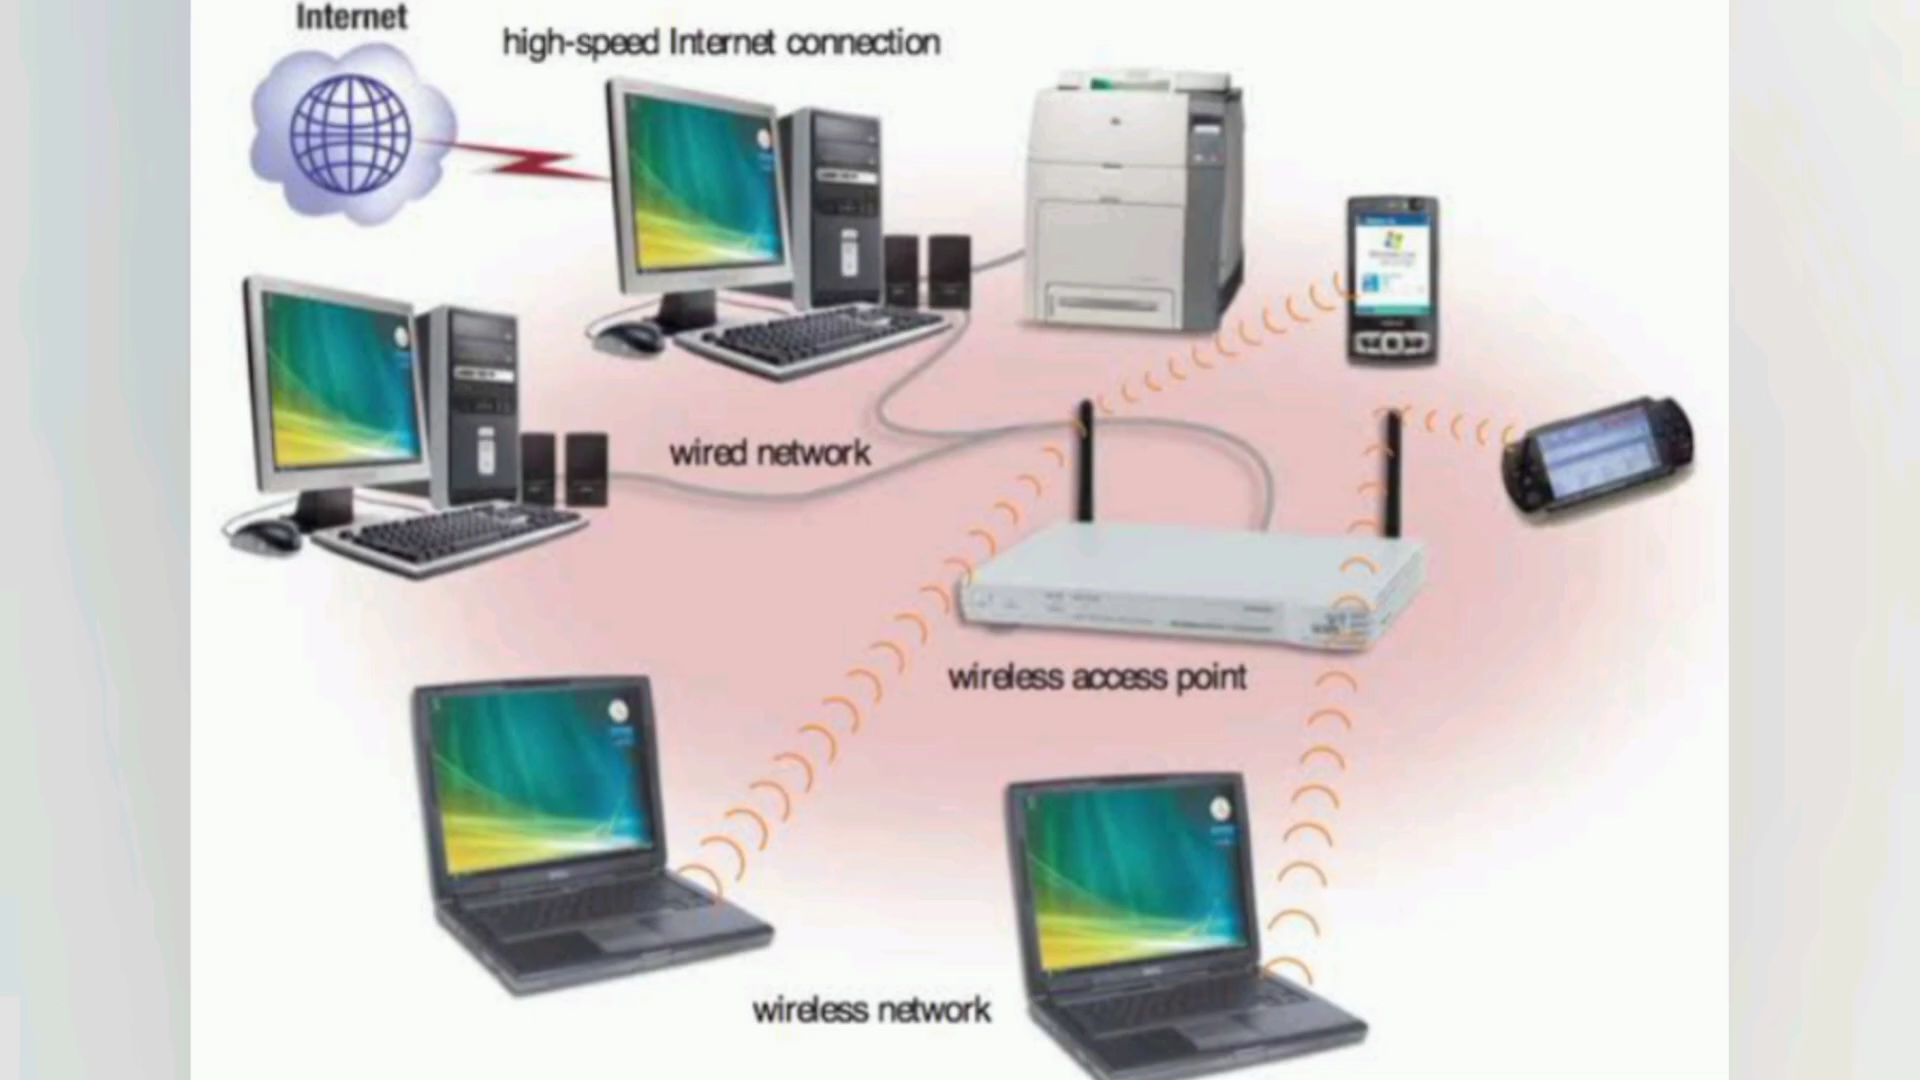 Internet
high-speed Internet connection
wired network
wireless access point
wireless network